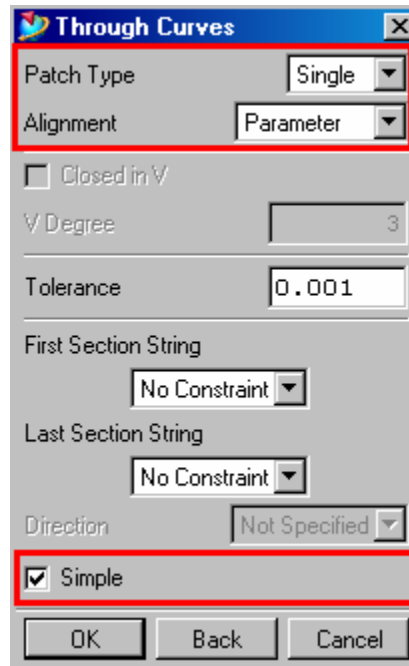 Through Curves
Patch Type Single
Alignment Parameter
Closed in V
V Degree 3
Tolerance 0.001
First Section String
No Constraint
Last Section String
No Constraint
Direction Not Specified
Simple
OK Back Cancel